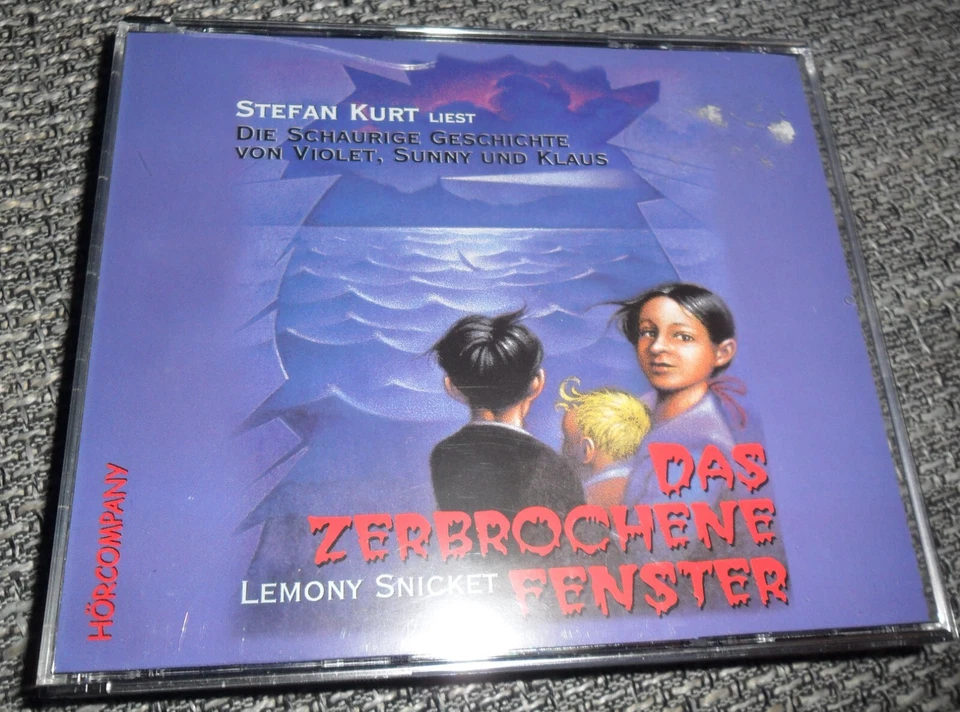 STEFAN KURT LIEST
DIE SCHAURIGE GESCHICHTE
VON VIOLET, SUNNY UND KLAUS
DAS
ZERBROCHENE
FENSTER
LEMONY SNICKET
HÖRCOMPANY